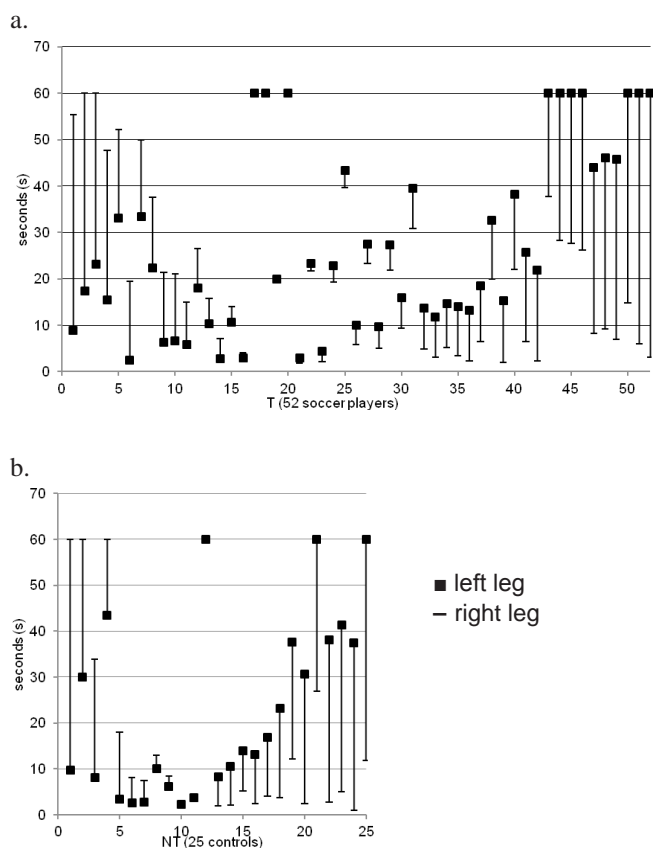 a.
70
60
50
40
30
20
10
0
seconds (s)
0 5 10 15 20 25 30 35 40 45 50
T (52 soccer players)
b.
70
60
50
40
30
20
10
0
seconds (s)
0 5 10 15 20 25
NT (25 controls)
■ left leg
– right leg